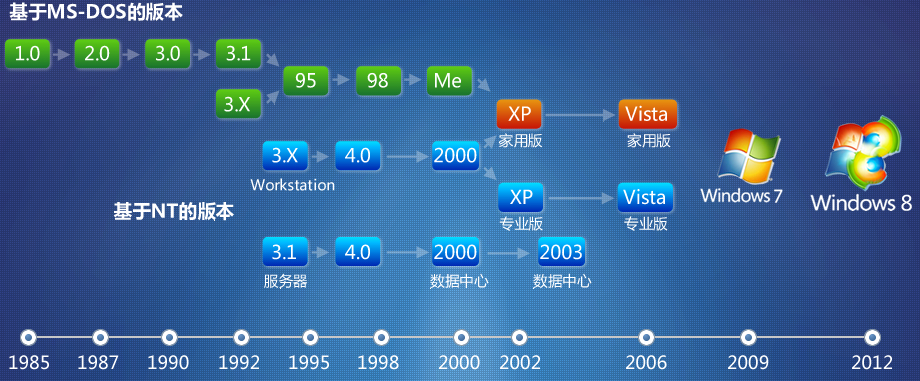 基于MS-DOS的版本
1.0 2.0 3.0 3.1
95 98 Me
3.X
XP Vista
家用版 家用版
3.X 4.0 2000
Workstation
XP Vista
Windows 7
Windows 8
基于NT的版本
专业版 专业版
3.1 4.0 2000 2003
服务器 数据中心 数据中心
1985 1987 1990 1992 1995 1998 2000 2002 2006 2009 2012